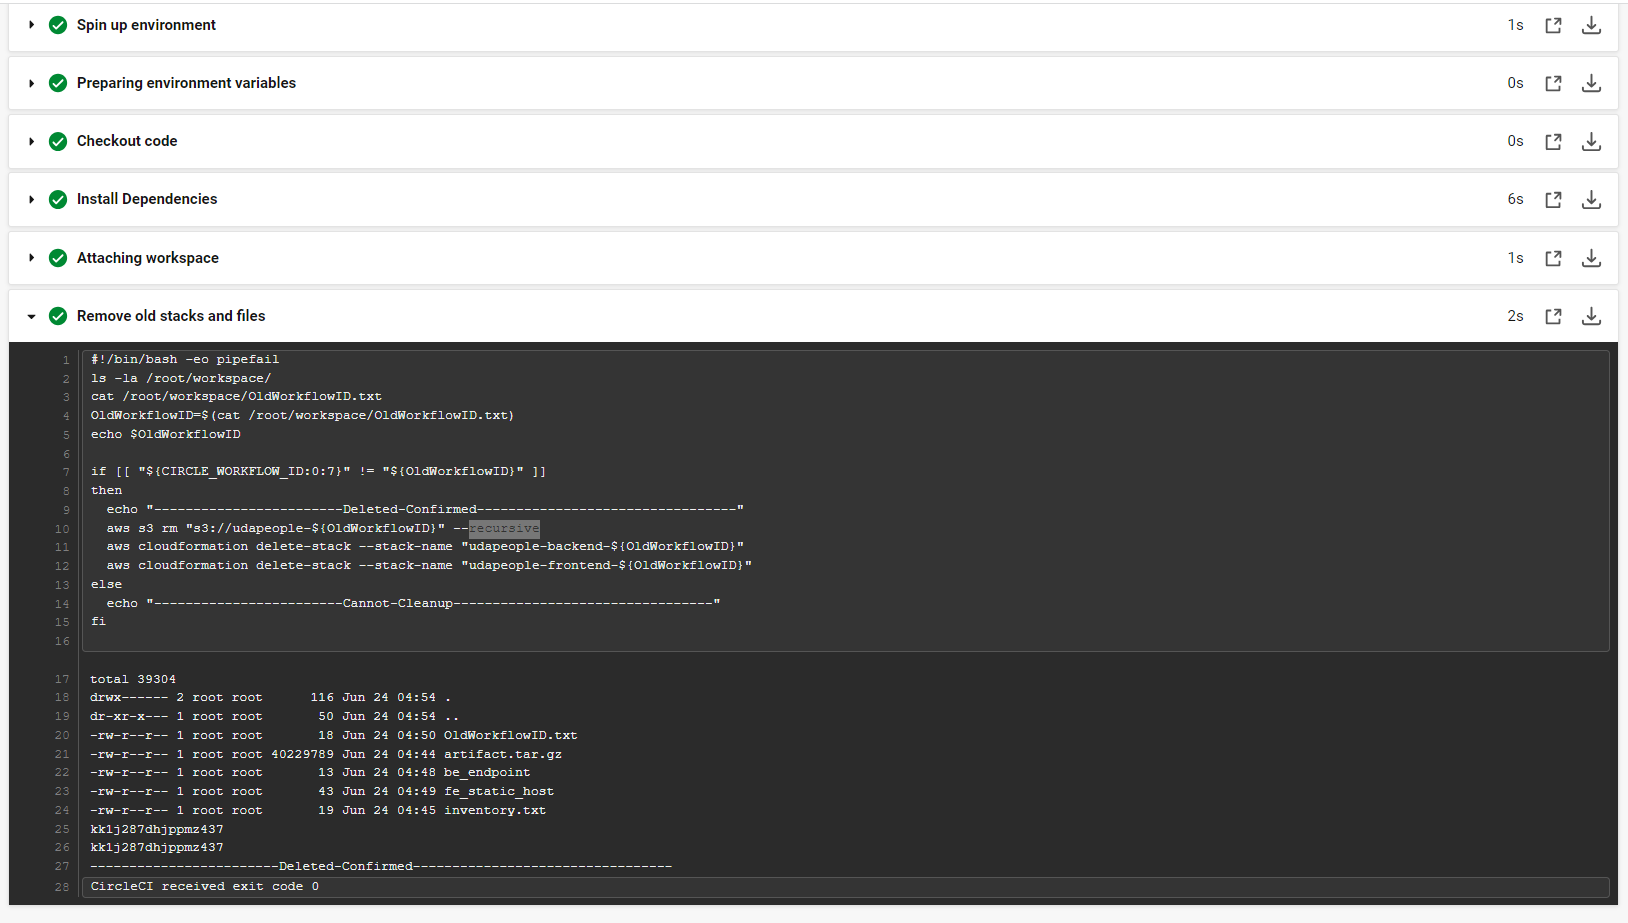 Spin up environment 1s
Preparing environment variables 0s
Checkout code 0s
Install Dependencies 6s
Attaching workspace 1s
Remove old stacks and files 2s
1 #!/bin/bash -eo pipefail
2 ls -la /root/workspace/
3 cat /root/workspace/OldWorkflowID.txt
4 OldWorkflowID=$(cat /root/workspace/OldWorkflowID.txt)
5 echo $OldWorkflowID
6
7 if [[ "${CIRCLE_WORKFLOW_ID:0:7}" != "${OldWorkflowID}" ]]
8 then
9   echo "------------------------Deleted-Confirmed---------------------------------"
10   aws s3 rm "s3://udapeople-${OldWorkflowID}" --recursive
11   aws cloudformation delete-stack --stack-name "udapeople-backend-${OldWorkflowID}"
12   aws cloudformation delete-stack --stack-name "udapeople-frontend-${OldWorkflowID}"
13 else
14   echo "------------------------Cannot-Cleanup---------------------------------"
15 fi
16
17 total 39304
18 drwx------ 2 root root      116 Jun 24 04:54 .
19 dr-xr-x--- 1 root root       50 Jun 24 04:54 ..
20 -rw-r--r-- 1 root root       18 Jun 24 04:50 OldWorkflowID.txt
21 -rw-r--r-- 1 root root 40229789 Jun 24 04:44 artifact.tar.gz
22 -rw-r--r-- 1 root root       13 Jun 24 04:48 be_endpoint
23 -rw-r--r-- 1 root root       43 Jun 24 04:49 fe_static_host
24 -rw-r--r-- 1 root root       19 Jun 24 04:45 inventory.txt
25 kk1j287dhjppmz437
26 kk1j287dhjppmz437
27 ------------------------Deleted-Confirmed---------------------------------
28 CircleCI received exit code 0